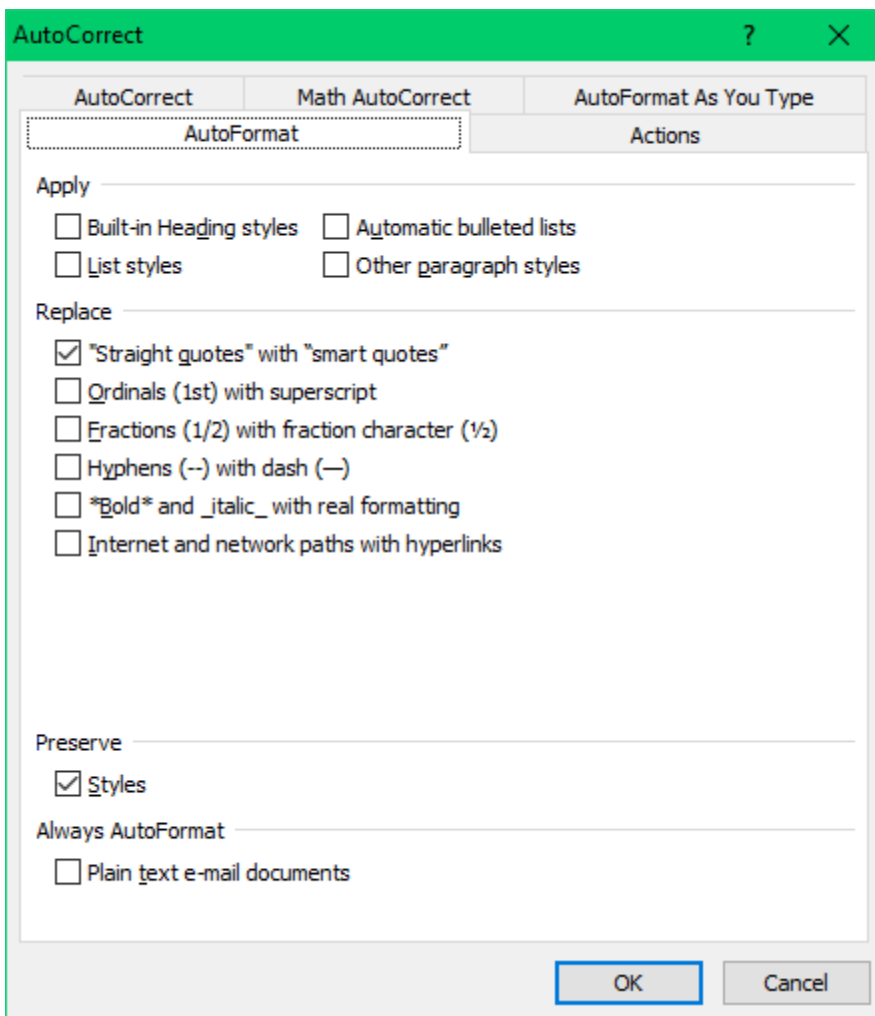 AutoCorrect ?
AutoCorrect Math AutoCorrect AutoFormat As You Type
AutoFormat Actions
Apply
Built-in Heading styles Automatic bulleted lists
List styles Other paragraph styles
Replace
"Straight quotes" with “smart quotes”
Ordinals (1st) with superscript
Fractions (1/2) with fraction character (½)
Hyphens (--) with dash (—)
*Bold* and _italic_ with real formatting
Internet and network paths with hyperlinks
Preserve
Styles
Always AutoFormat
Plain text e-mail documents
OK Cancel